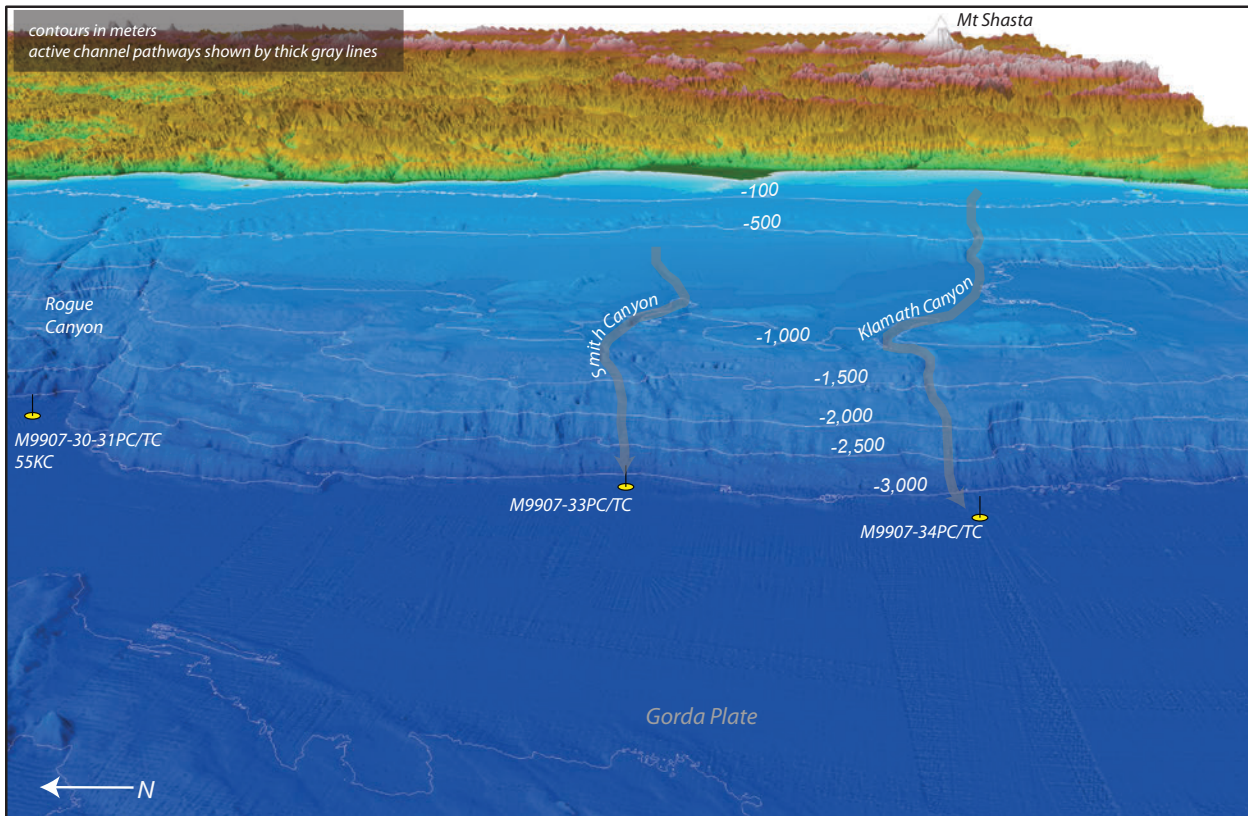 contours in meters
active channel pathways shown by thick gray lines
Mt Shasta
-100
-500
Rogue
Canyon
Smith Canyon
Klamath Canyon
-1,000
-1,500
-2,000
-2,500
-3,000
M9907-30-31PC/TC
55KC
M9907-33PC/TC
M9907-34PC/TC
Gorda Plate
N